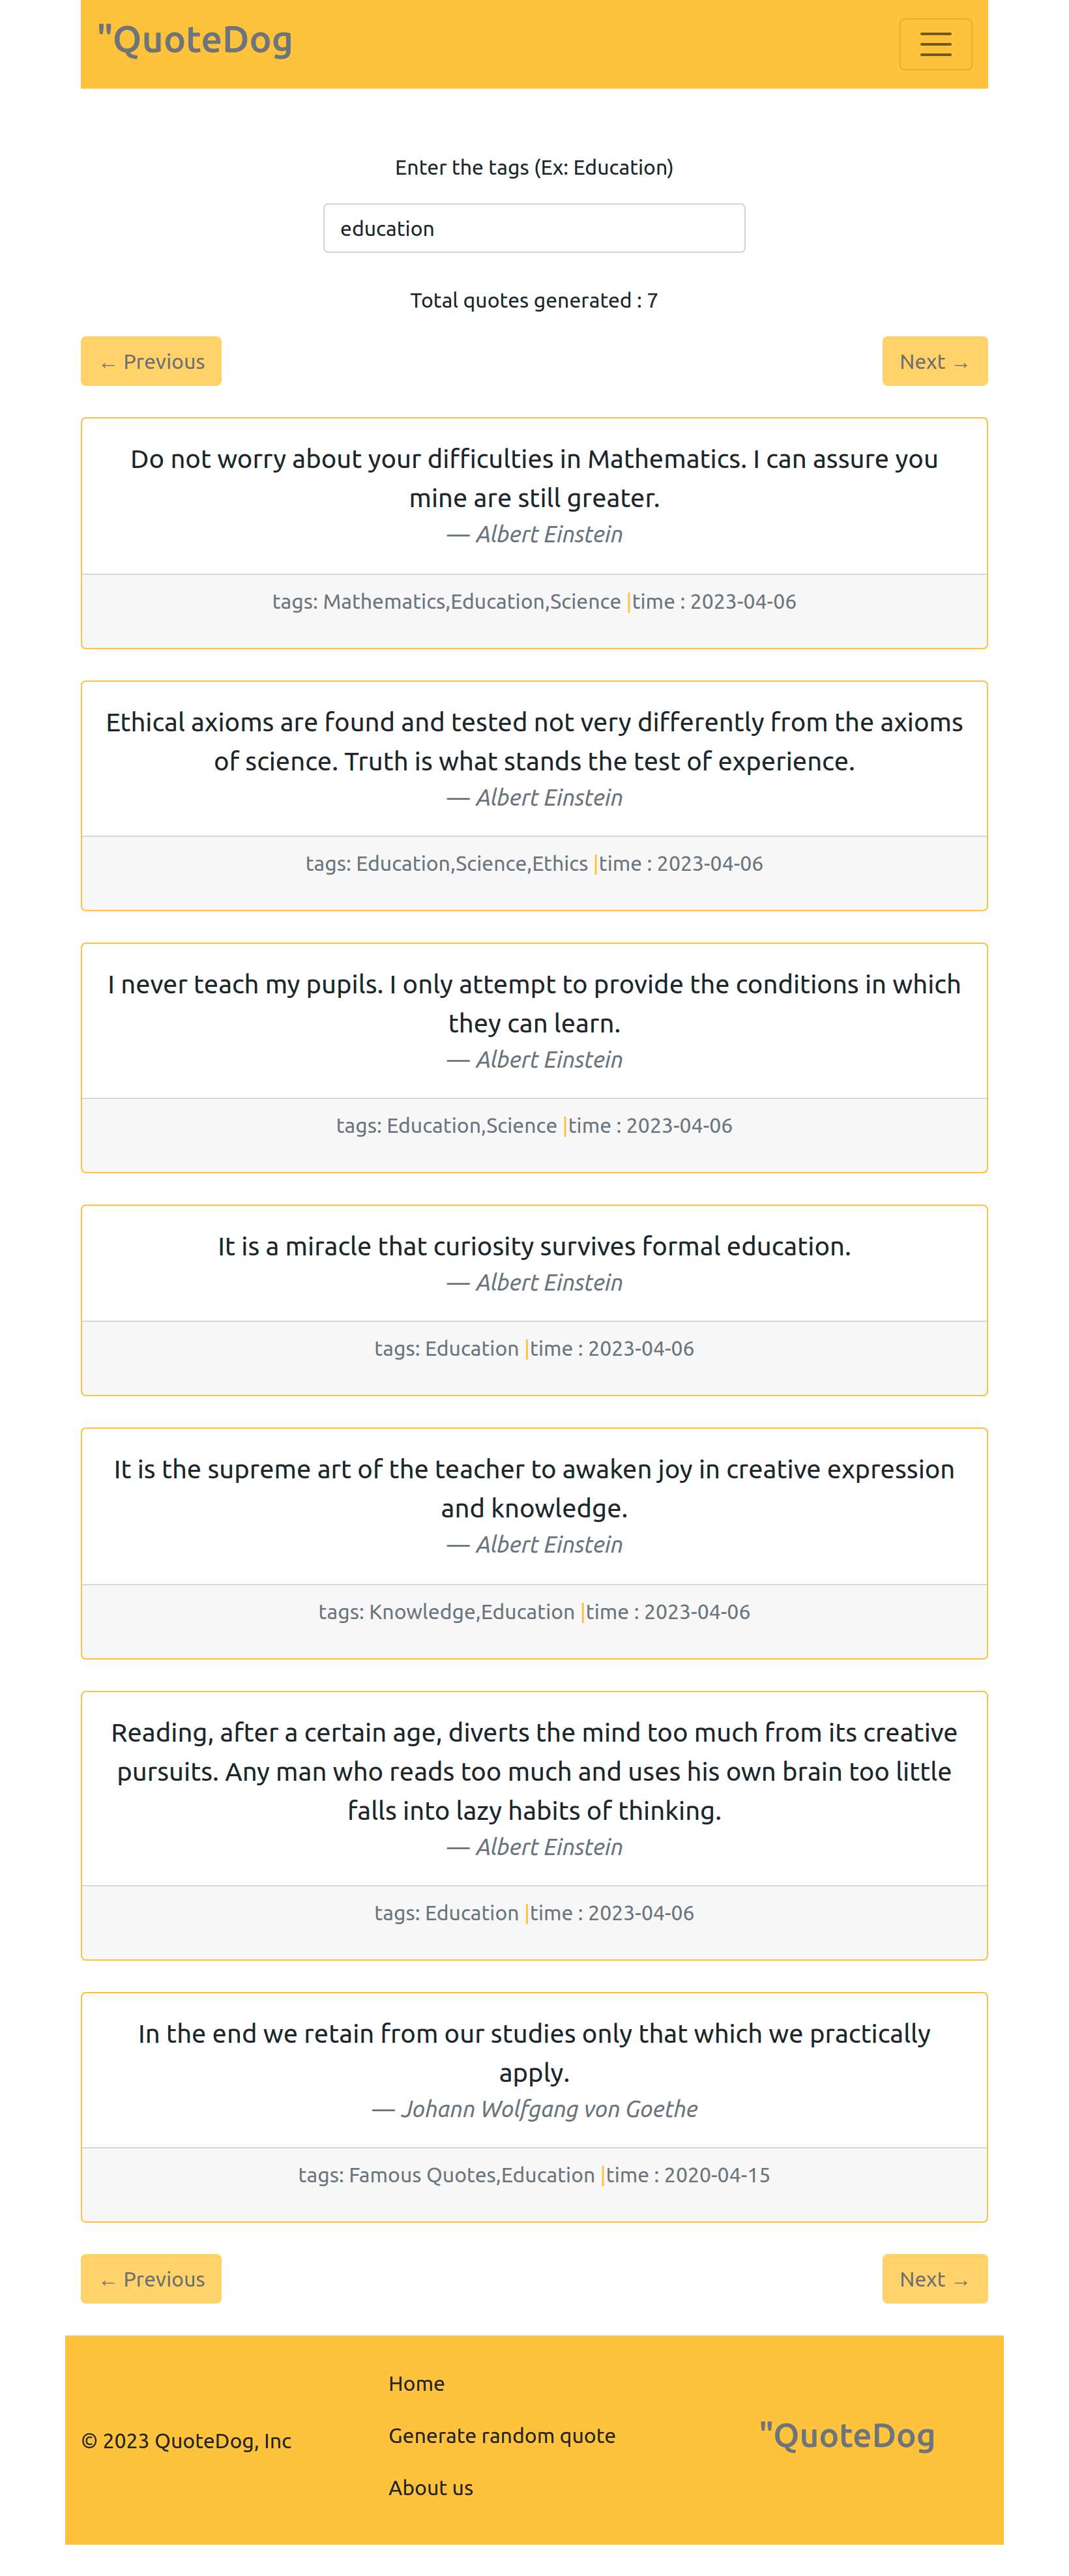 "QuoteDog
Enter the tags (Ex: Education)
education
Total quotes generated : 7
← Previous
Next →
Do not worry about your difficulties in Mathematics. I can assure you
mine are still greater.
— Albert Einstein
tags: Mathematics,Education,Science |time : 2023-04-06
Ethical axioms are found and tested not very differently from the axioms
of science. Truth is what stands the test of experience.
— Albert Einstein
tags: Education,Science,Ethics |time : 2023-04-06
I never teach my pupils. I only attempt to provide the conditions in which
they can learn.
— Albert Einstein
tags: Education,Science |time : 2023-04-06
It is a miracle that curiosity survives formal education.
— Albert Einstein
tags: Education |time : 2023-04-06
It is the supreme art of the teacher to awaken joy in creative expression
and knowledge.
— Albert Einstein
tags: Knowledge,Education |time : 2023-04-06
Reading, after a certain age, diverts the mind too much from its creative
pursuits. Any man who reads too much and uses his own brain too little
falls into lazy habits of thinking.
— Albert Einstein
tags: Education |time : 2023-04-06
In the end we retain from our studies only that which we practically
apply.
— Johann Wolfgang von Goethe
tags: Famous Quotes,Education |time : 2020-04-15
← Previous
Next →
© 2023 QuoteDog, Inc
Home
Generate random quote
About us
"QuoteDog